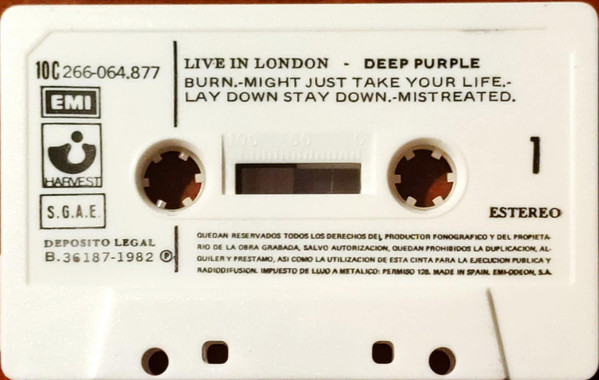 10C 266-064.877
LIVE IN LONDON - DEEP PURPLE
BURN.-MIGHT JUST TAKE YOUR LIFE.-
LAY DOWN STAY DOWN.-MISTREATED.
EMI
HARVEST
S.G.A.E.
DEPOSITO LEGAL
B.36187-1982 Ⓟ
100 50 0
1
ESTEREO
QUEDAN RESERVADOS TODOS LOS DERECHOS DEL PRODUCTOR FONOGRAFICO Y DEL PROPIETA-
RIO DE LA OBRA GRABADA, SALVO AUTORIZACION, QUEDAN PROHIBIDOS LA DUPLICACION, AL-
QUILER Y PRESTAMO, ASI COMO LA UTILIZACION DE ESTA CINTA PARA LA EJECUCION PUBLICA Y
RADIODIFUSION. IMPUESTO DE LUJO A METALICO: PERMISO 128. MADE IN SPAIN. EMI-ODEON, S.A.